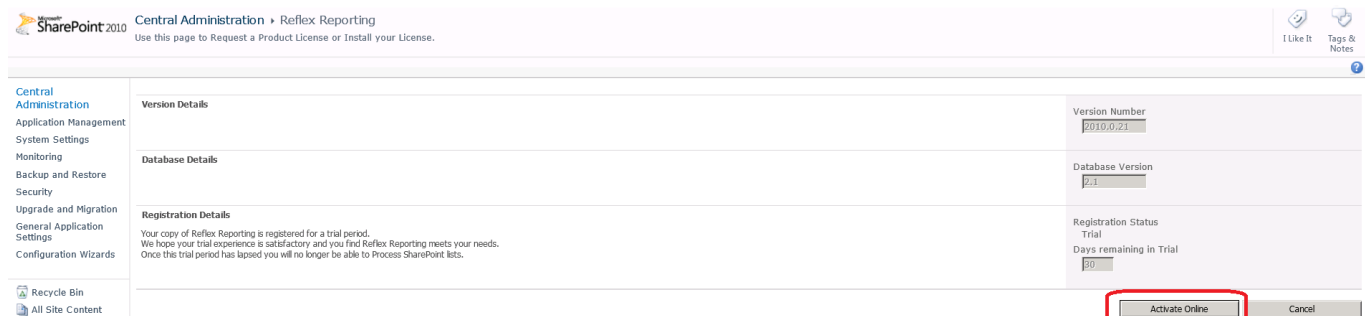 Microsoft
SharePoint 2010
Central Administration ▸ Reflex Reporting
Use this page to Request a Product License or Install your License.
I Like It
Tags &
Notes
Central
Administration
Application Management
System Settings
Monitoring
Backup and Restore
Security
Upgrade and Migration
General Application
Settings
Configuration Wizards
Recycle Bin
All Site Content
Version Details
Version Number
2010.0.21
Database Details
Database Version
2.1
Registration Details
Your copy of Reflex Reporting is registered for a trial period.
We hope your trial experience is satisfactory and you find Reflex Reporting meets your needs.
Once this trial period has lapsed you will no longer be able to Process SharePoint lists.
Registration Status
Trial
Days remaining in Trial
30
Activate Online
Cancel